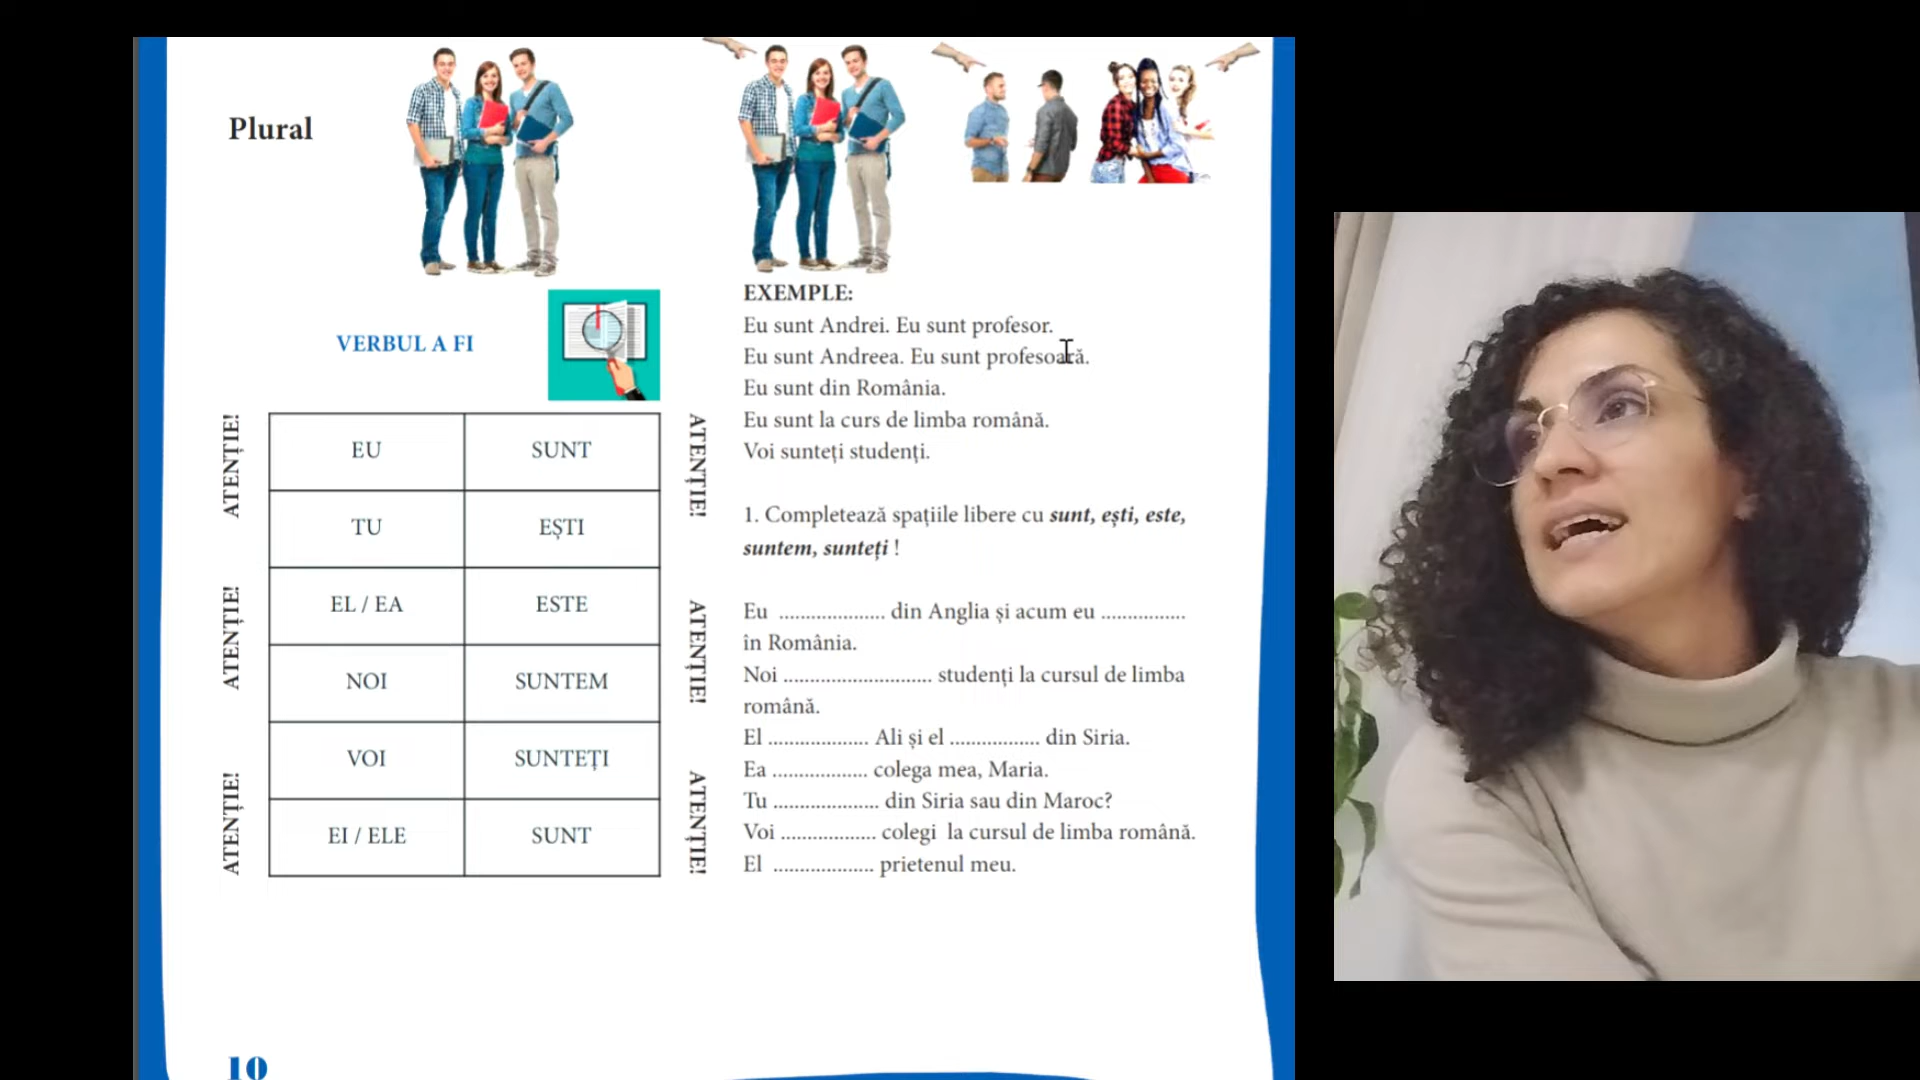 Plural
VERBUL A FI
ATENȚIE!
ATENȚIE!
ATENȚIE!
EU SUNT
TU EȘTI
EL / EA ESTE
NOI SUNTEM
VOI SUNTEȚI
EI / ELE SUNT
ATENȚIE!
ATENȚIE!
ATENȚIE!
EXEMPLE:
Eu sunt Andrei. Eu sunt profesor.
Eu sunt Andreea. Eu sunt profesoară.
Eu sunt din România.
Eu sunt la curs de limba română.
Voi sunteți studenți.
1. Completează spațiile libere cu sunt, ești, este,
suntem, sunteți !
Eu ................... din Anglia și acum eu ...............
în România.
Noi ........................... studenți la cursul de limba
română.
El .................. Ali și el ................ din Siria.
Ea ................. colega mea, Maria.
Tu ................... din Siria sau din Maroc?
Voi ................. colegi la cursul de limba română.
El .................. prietenul meu.
10